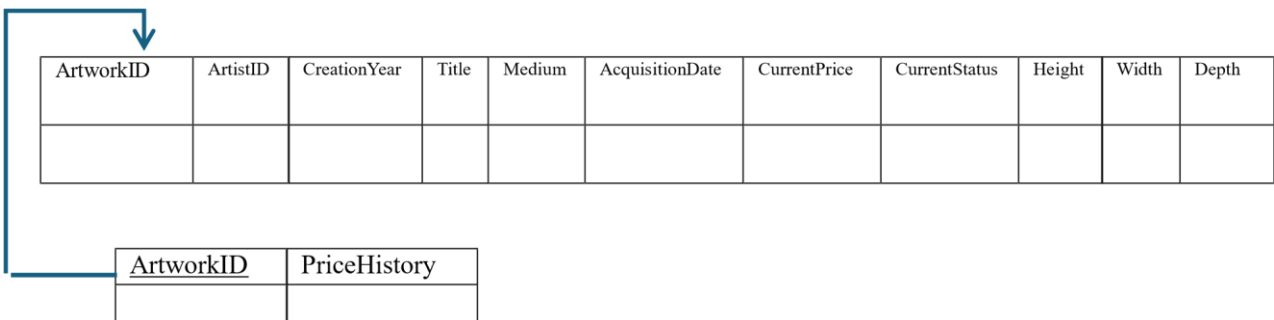 ArtworkID ArtistID CreationYear Title Medium AcquisitionDate CurrentPrice CurrentStatus Height Width Depth
ArtworkID PriceHistory